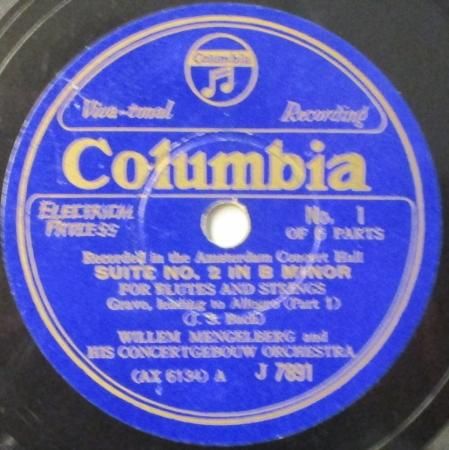 Columbia
Viva-tonal Recording
Columbia
ELECTRICAL
PROCESS
No. 1
OF 6 PARTS
Recorded in the Amsterdam Concert Hall
SUITE NO. 2 IN B MINOR
FOR FLUTES AND STRINGS
Grave, leading to Allegro (Part 1)
(J. S. Bach)
WILLEM MENGELBERG and
HIS CONCERTGEBOUW ORCHESTRA
(AX 6134) A J 7891